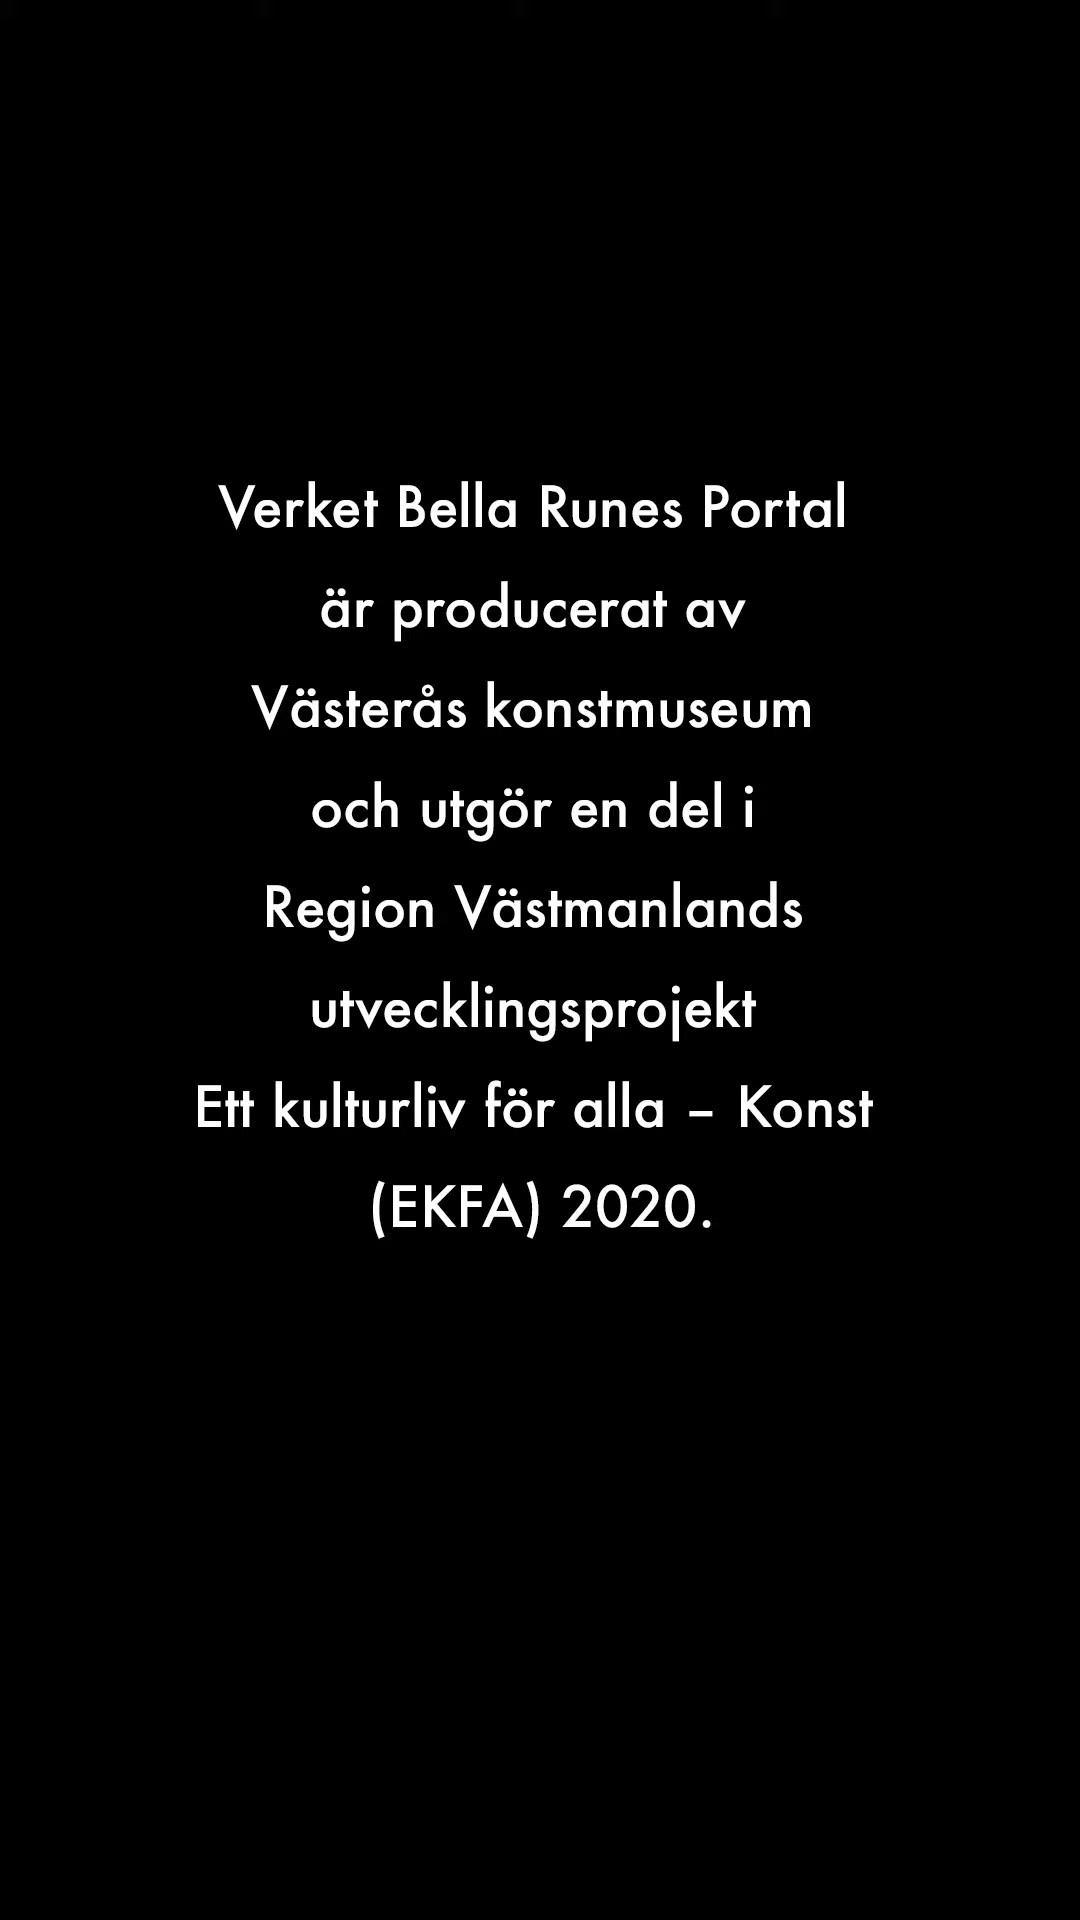 Verket Bella Runes Portal
är producerat av
Västerås konstmuseum
och utgör en del i
Region Västmanlands
utvecklingsprojekt
Ett kulturliv för alla – Konst
(EKFA) 2020.